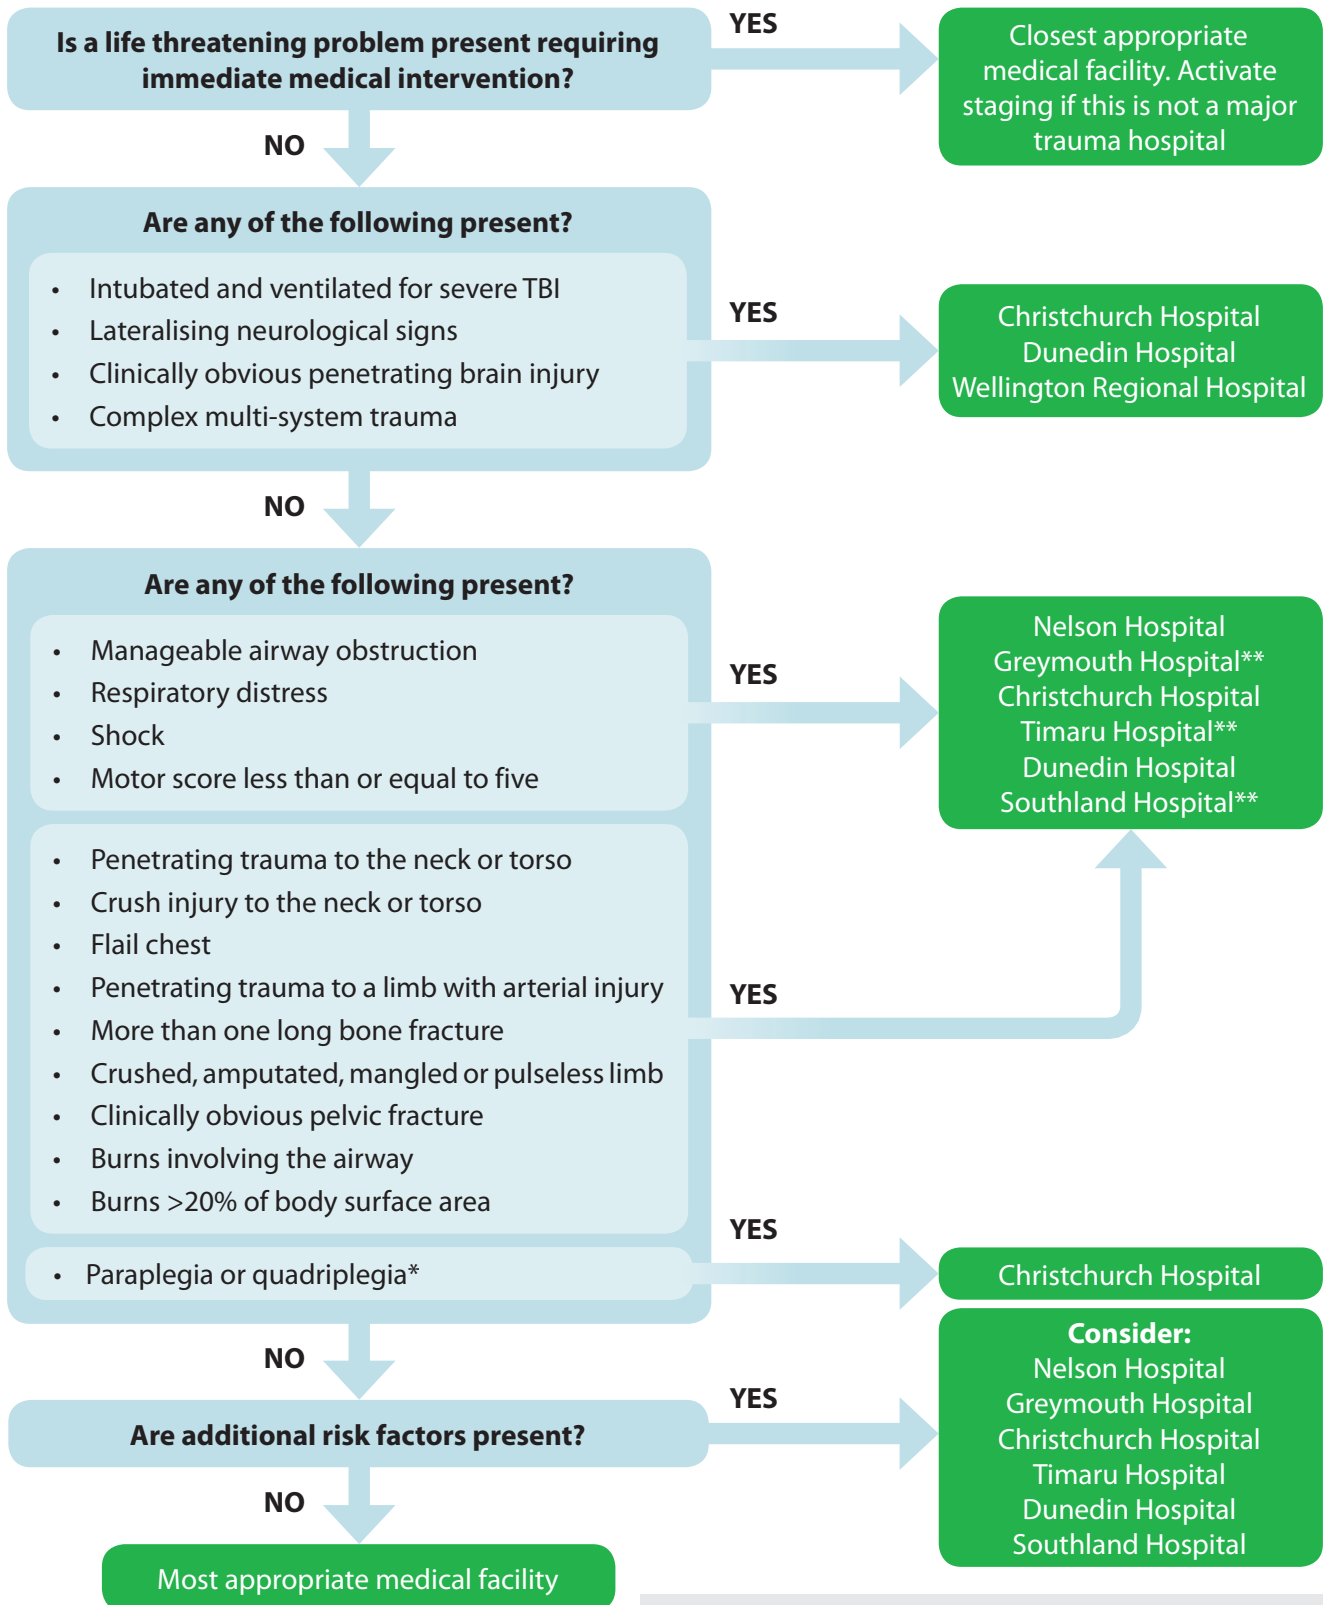 Is a life threatening problem present requiring
immediate medical intervention?
YES
Closest appropriate
medical facility. Activate
staging if this is not a major
trauma hospital
NO
Are any of the following present?
• Intubated and ventilated for severe TBI
• Lateralising neurological signs
• Clinically obvious penetrating brain injury
• Complex multi-system trauma
YES
Christchurch Hospital
Dunedin Hospital
Wellington Regional Hospital
NO
Are any of the following present?
• Manageable airway obstruction
• Respiratory distress
• Shock
• Motor score less than or equal to five
YES
Nelson Hospital
Greymouth Hospital**
Christchurch Hospital
Timaru Hospital**
Dunedin Hospital
Southland Hospital**
• Penetrating trauma to the neck or torso
• Crush injury to the neck or torso
• Flail chest
• Penetrating trauma to a limb with arterial injury
• More than one long bone fracture
• Crushed, amputated, mangled or pulseless limb
• Clinically obvious pelvic fracture
• Burns involving the airway
• Burns >20% of body surface area
YES
• Paraplegia or quadriplegia*
YES
Christchurch Hospital
NO
Are additional risk factors present?
YES
Consider:
Nelson Hospital
Greymouth Hospital
Christchurch Hospital
Timaru Hospital
Dunedin Hospital
Southland Hospital
NO
Most appropriate medical facility